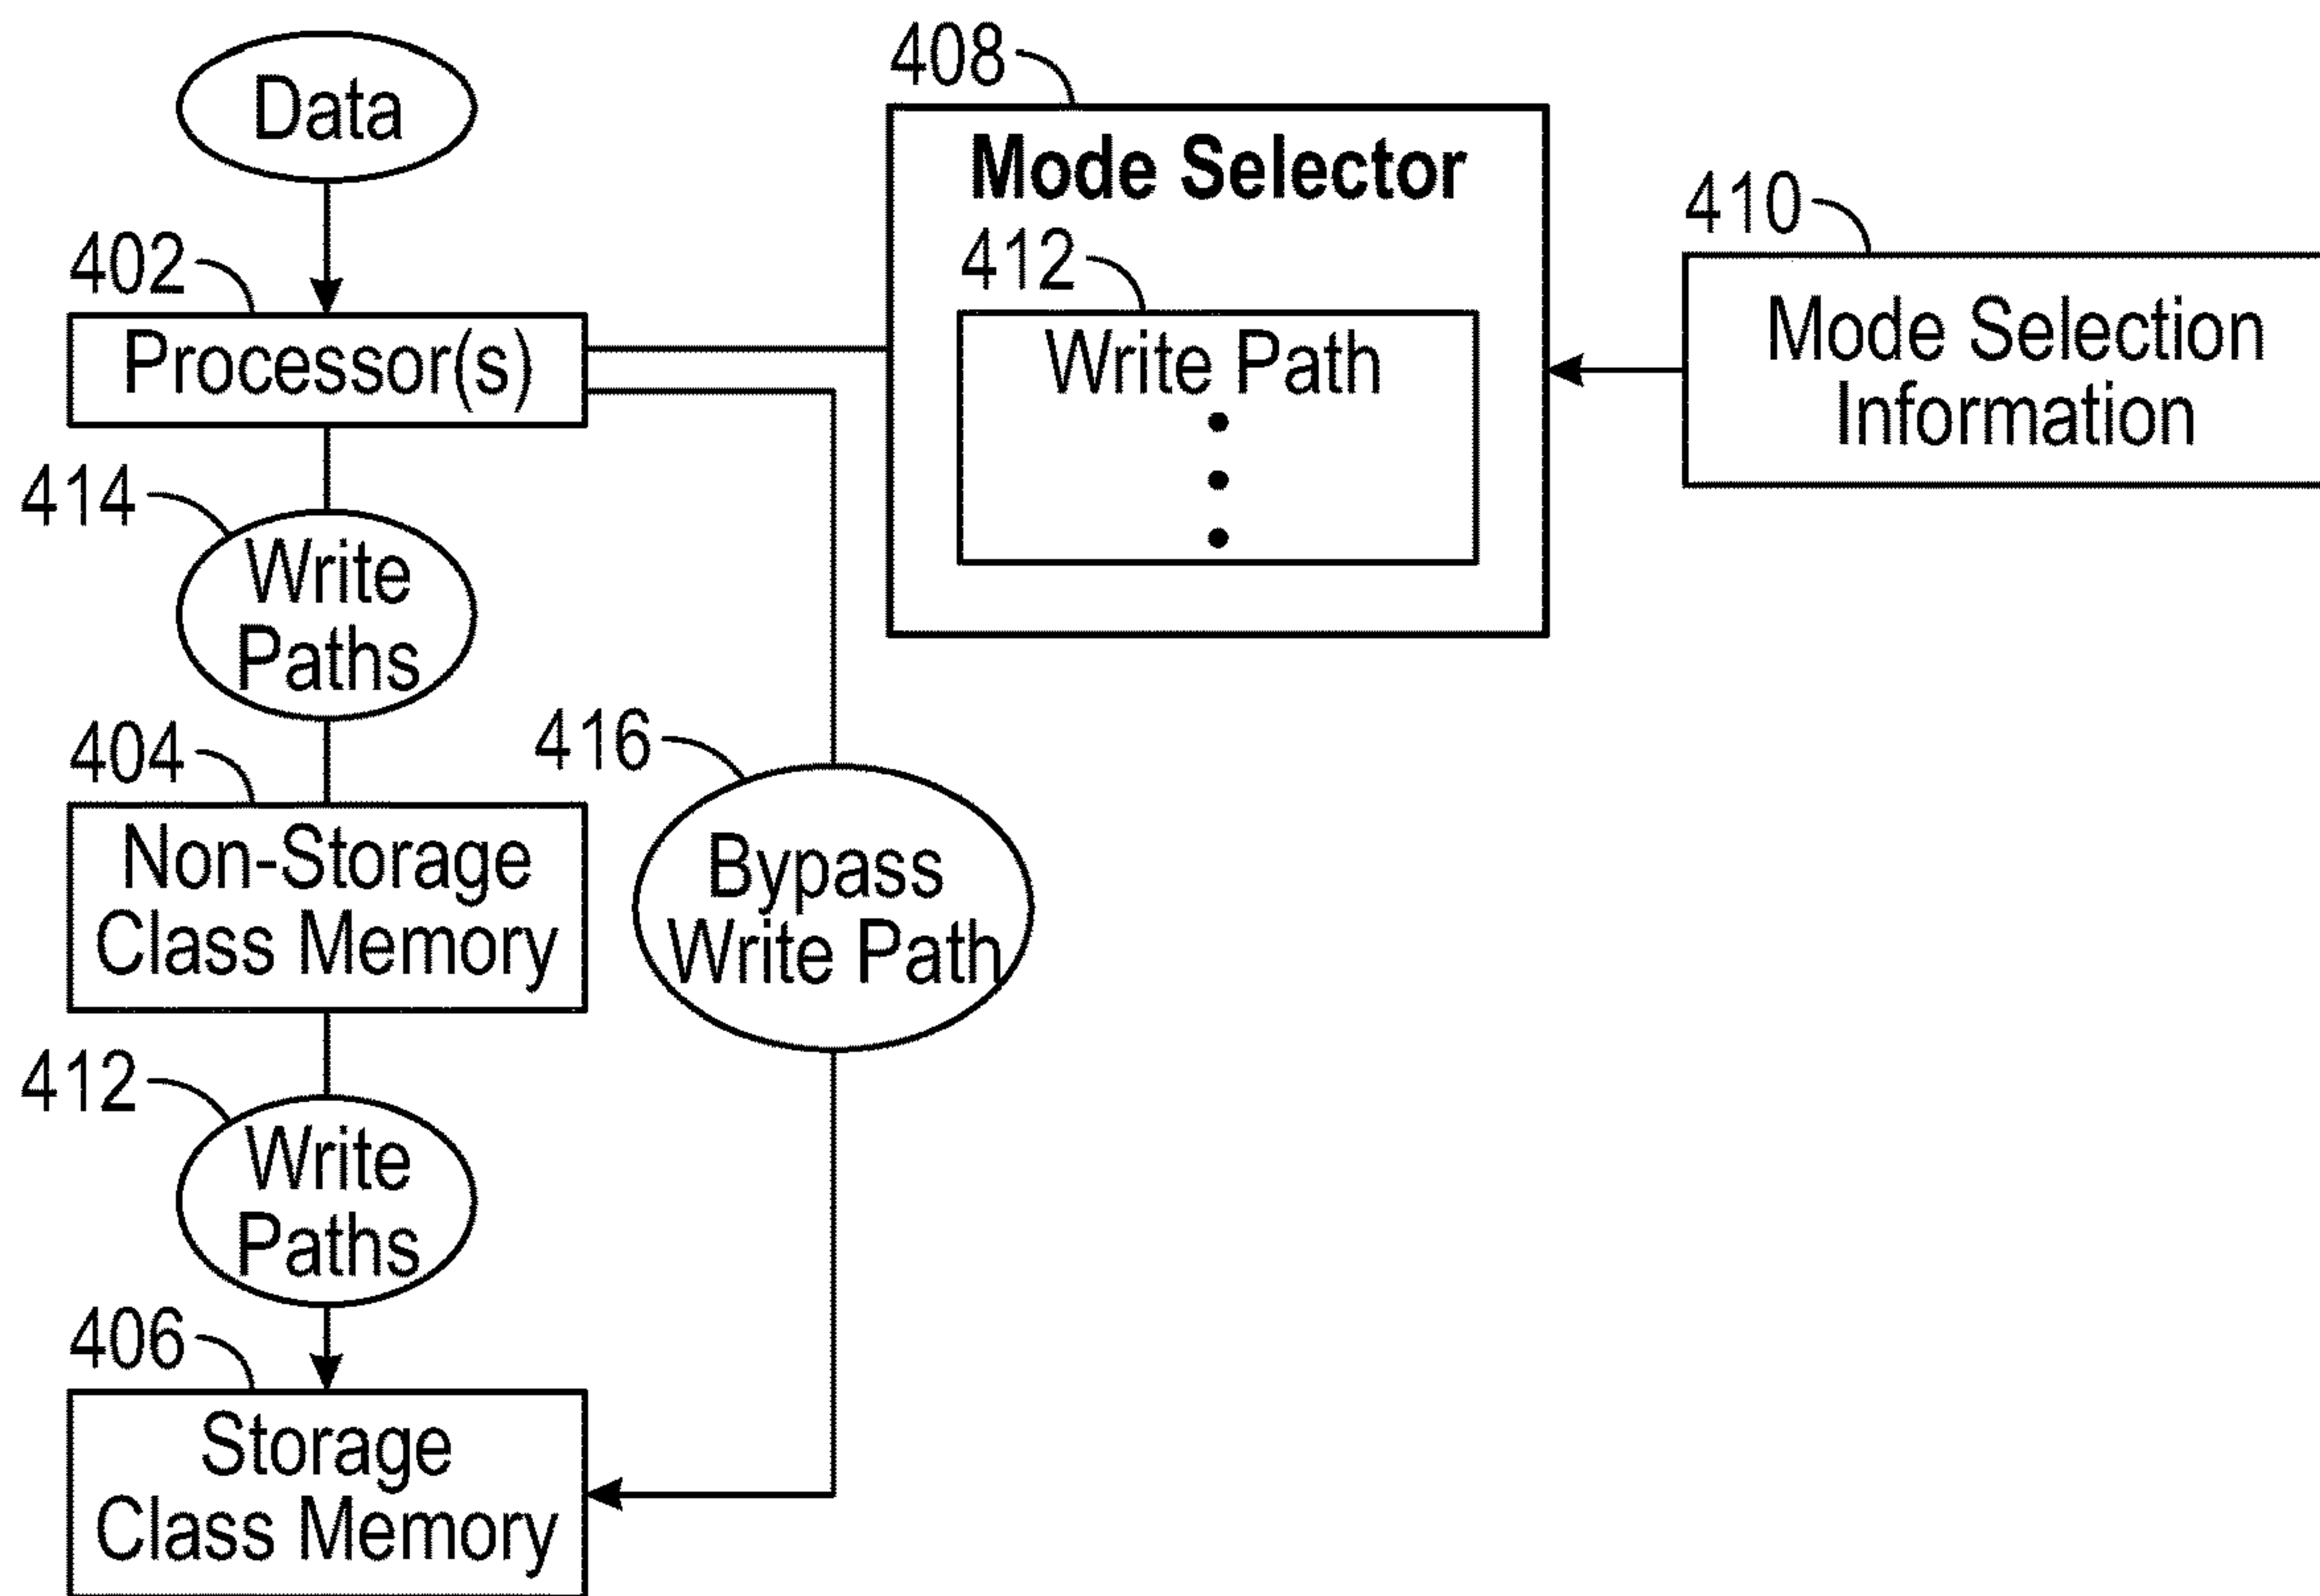 Data
408
Mode Selector
412
Write Path
410
Mode Selection
Information
402
Processor(s)
414
Write
Paths
404
Non-Storage
Class Memory
416
Bypass
Write Path
412
Write
Paths
406
Storage
Class Memory